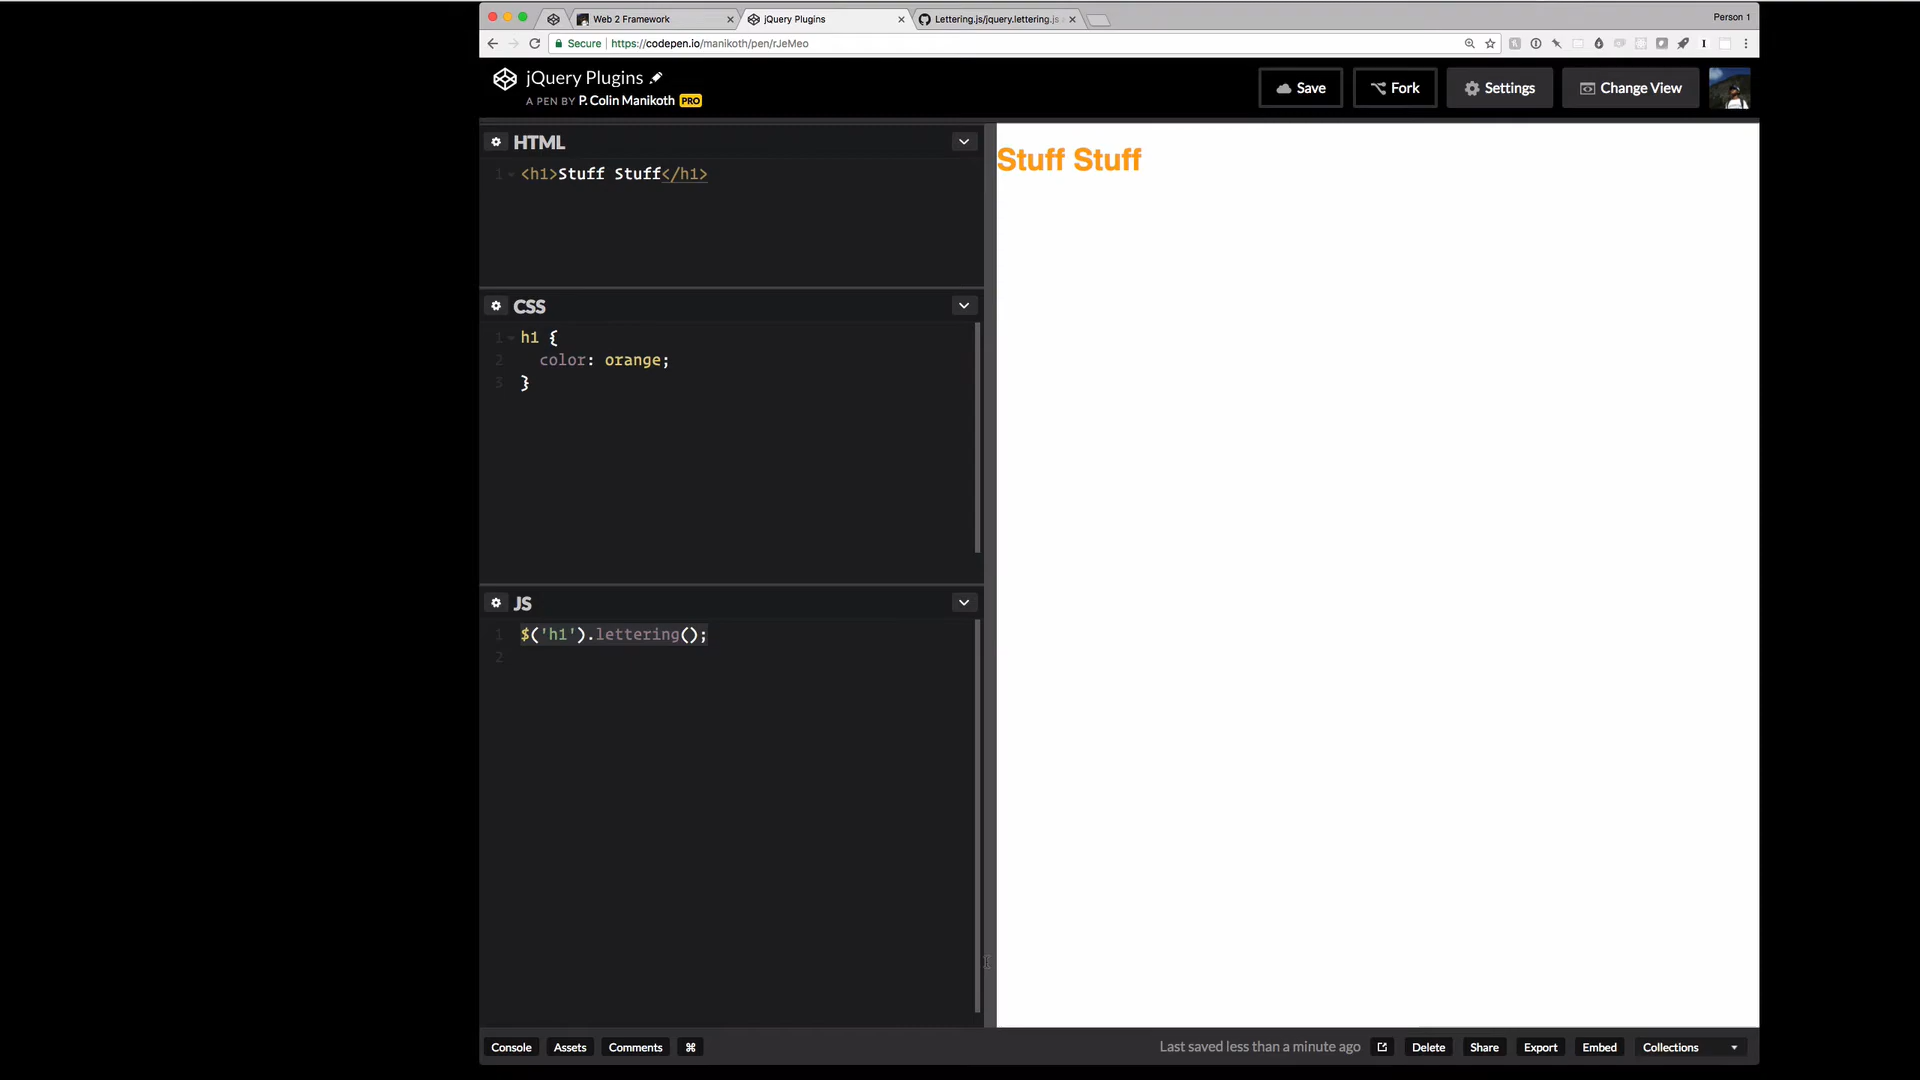 Web 2 Framework
jQuery Plugins
Lettering.js/jquery.lettering.js
Person 1
Secure
https://codepen.io/manikoth/pen/rJeMeo
jQuery Plugins
A PEN BY P. Colin Manikoth PRO
Save
Fork
Settings
Change View
HTML
1 <h1>Stuff Stuff</h1>
Stuff Stuff
CSS
1 h1 {
2 color: orange;
3 }
JS
1 $('h1').lettering();
2
Console
Assets
Comments
⌘
Last saved less than a minute ago
Delete
Share
Export
Embed
Collections